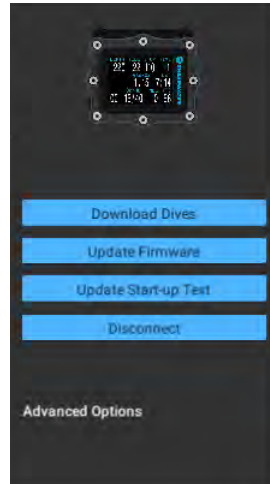 Download Dives
Update Firmware
Update Start-up Text
Disconnect
Advanced Options